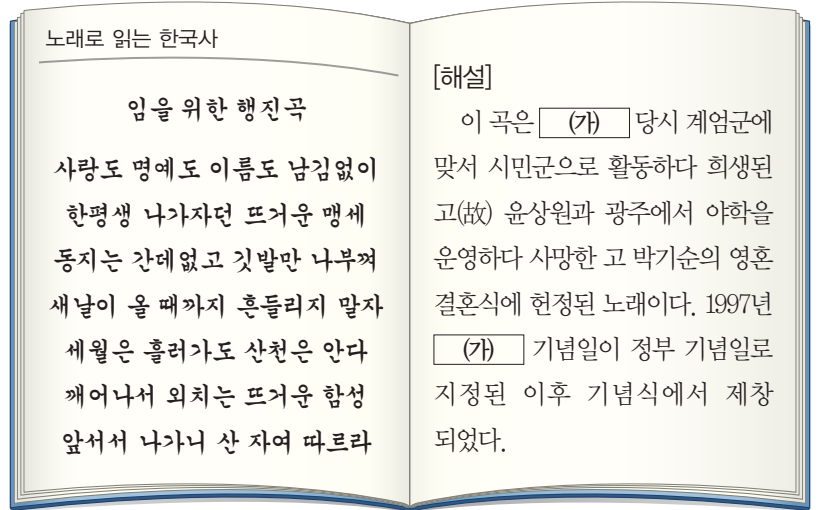 노래로 읽는 한국사
임을 위한 행진곡
사랑도 명예도 이름도 남김없이
한평생 나가자던 뜨거운 맹세
동지는 간데없고 깃발만 나부껴
새날이 올 때까지 흔들리지 말자
세월은 흘러가도 산천은 안다
깨어나서 외치는 뜨거운 함성
앞서서 나가니 산 자여 따르라
[해설]
이 곡은 (가) 당시 계엄군에
맞서 시민군으로 활동하다 희생된
고(故) 윤상원과 광주에서 야학을
운영하다 사망한 고 박기순의 영혼
결혼식에 헌정된 노래이다. 1997년
(가) 기념일이 정부 기념일로
지정된 이후 기념식에서 제창
되었다.